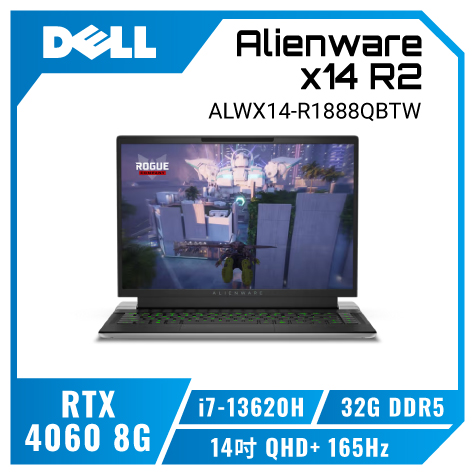 DELL
Alienware
x14 R2
ALWX14-R1888QBTW
ROGUE
COMPANY
ALIENWARE
RTX
4060 8G
i7-13620H / 32G DDR5
14吋 QHD+ 165Hz